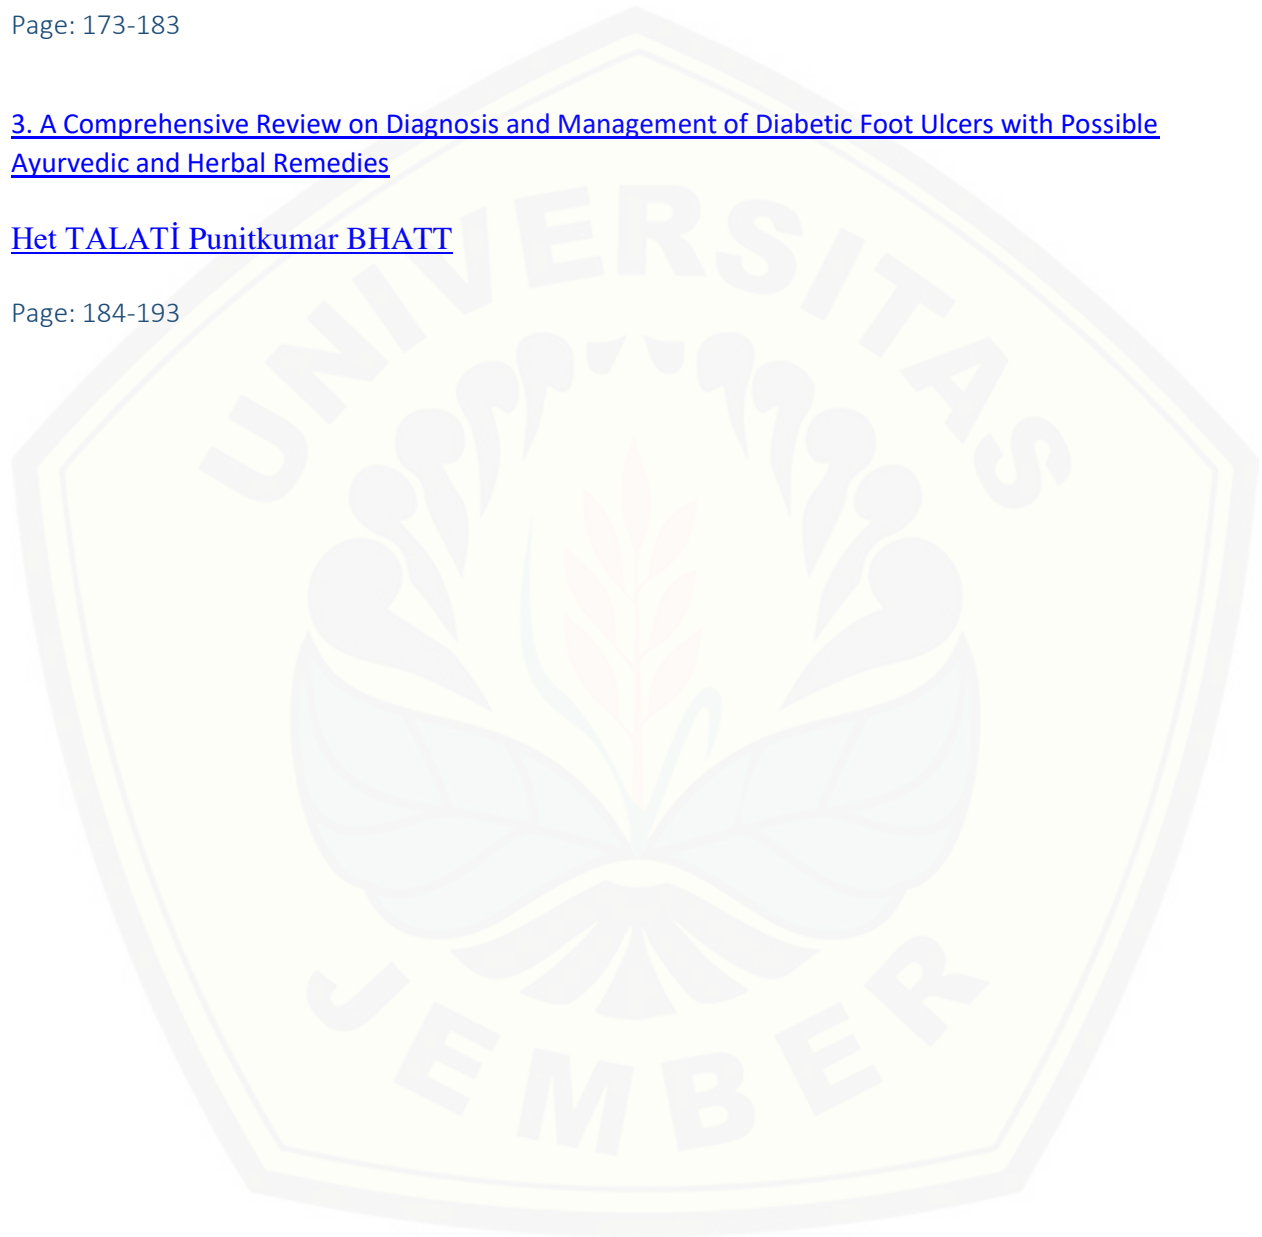 Page: 173-183
3. A Comprehensive Review on Diagnosis and Management of Diabetic Foot Ulcers with Possible
Ayurvedic and Herbal Remedies
Het TALATİ Punitkumar BHATT
Page: 184-193
UNIVERSITAS
JEMBER